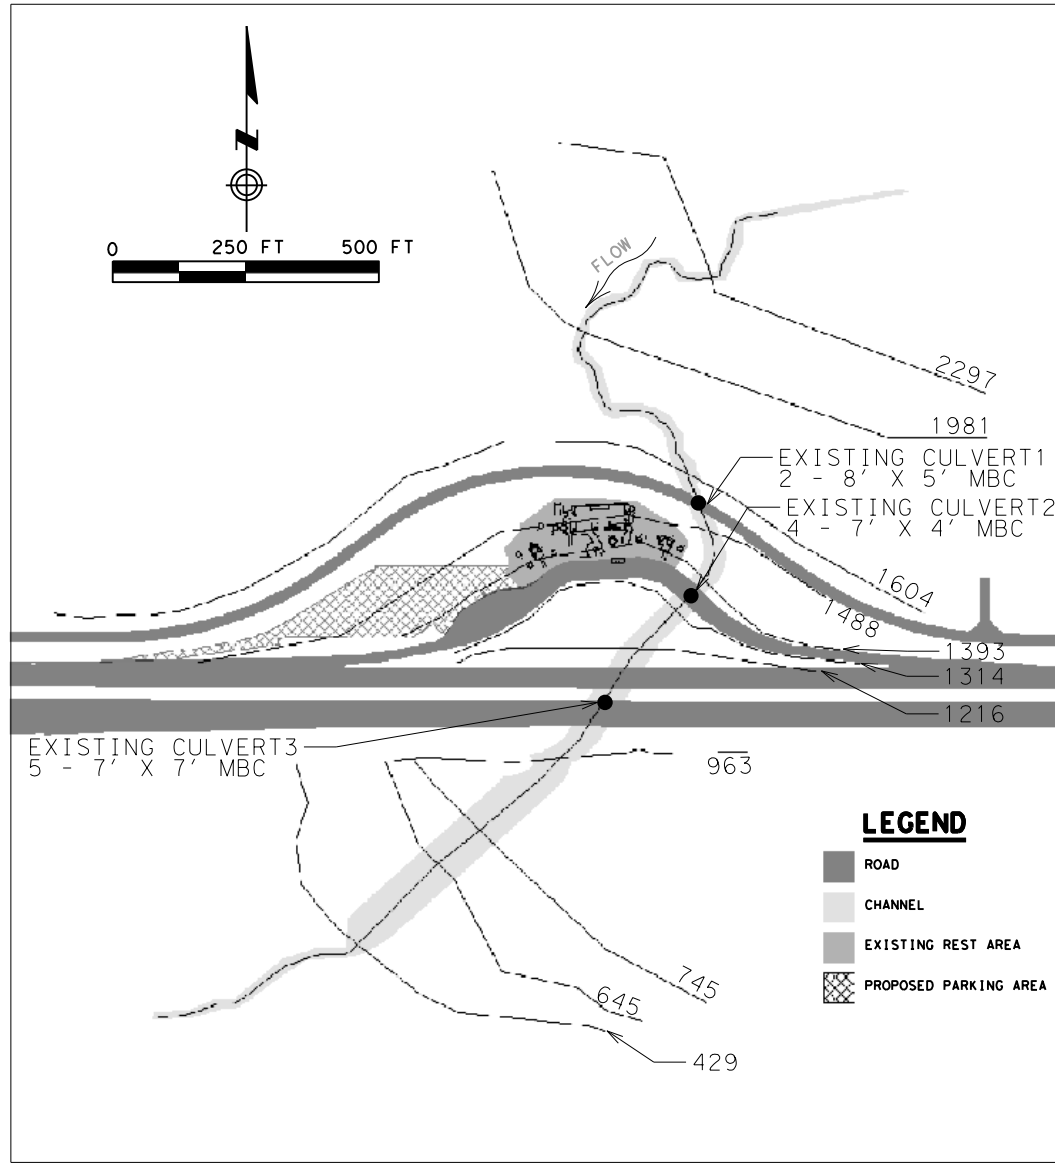 N
0 250 FT 500 FT
FLOW
2297
1981
EXISTING CULVERT1
2 - 8' X 5' MBC
EXISTING CULVERT2
4 - 7' X 4' MBC
1604
1488
1393
1314
1216
EXISTING CULVERT3
5 - 7' X 7' MBC
963
LEGEND
ROAD
CHANNEL
EXISTING REST AREA
PROPOSED PARKING AREA
745
645
429